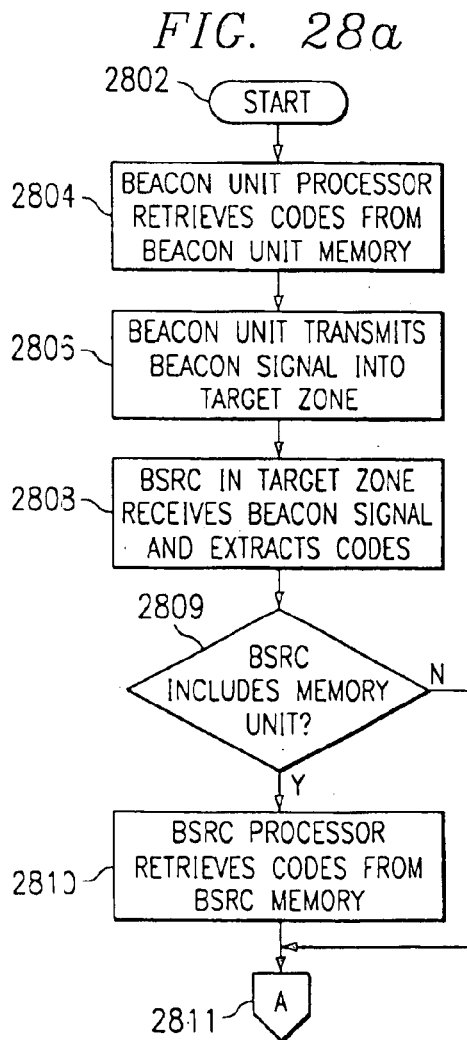 FIG. 28a
2802
START
2804
BEACON UNIT PROCESSOR
RETRIEVES CODES FROM
BEACON UNIT MEMORY
2806
BEACON UNIT TRANSMITS
BEACON SIGNAL INTO
TARGET ZONE
2808
BSRC IN TARGET ZONE
RECEIVES BEACON SIGNAL
AND EXTRACTS CODES
2809
BSRC
INCLUDES MEMORY
UNIT?
N
Y
2810
BSRC PROCESSOR
RETRIEVES CODES FROM
BSRC MEMORY
A
2811